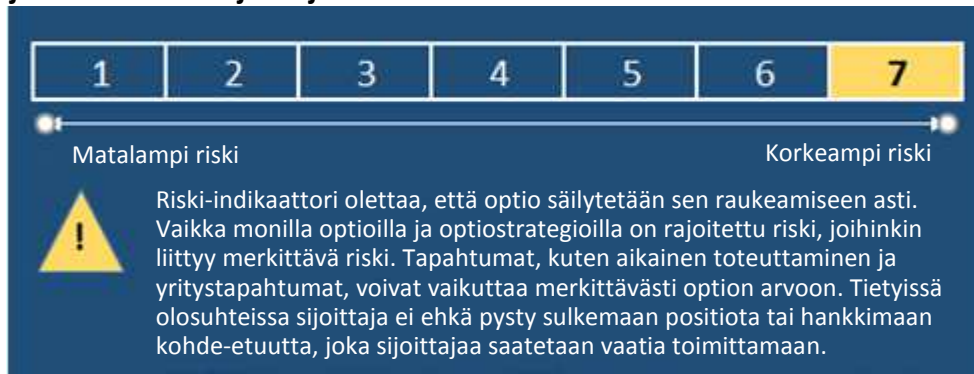 1 2 3 4 5 6 7
Matalampi riski Korkeampi riski
Riski-indikaattori olettaa, että optio säilytetään sen raukeamiseen asti.
Vaikka monilla optioilla ja optiostrategioilla on rajoitettu riski, joihinkin
liittyy merkittävä riski. Tapahtumat, kuten aikainen toteuttaminen ja
yritystapahtumat, voivat vaikuttaa merkittävästi option arvoon. Tietyissä
olosuhteissa sijoittaja ei ehkä pysty sulkemaan positiota tai hankkimaan
kohde-etuutta, joka sijoittajaa saatetaan vaatia toimittamaan.